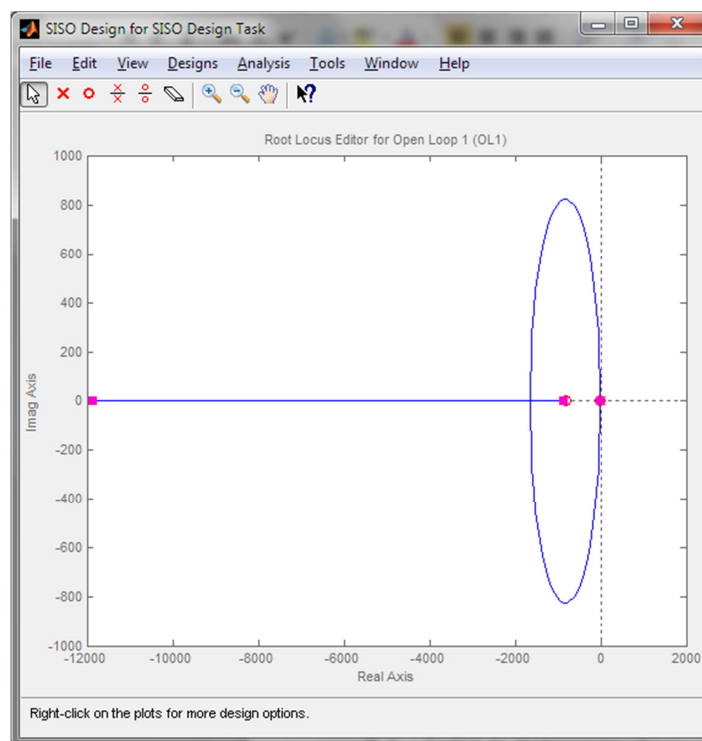 SISO Design for SISO Design Task
File Edit View Designs Analysis Tools Window Help
Root Locus Editor for Open Loop 1 (OL1)
1000
800
600
400
200
0
-200
-400
-600
-800
-1000
Imag Axis
-12000 -10000 -8000 -6000 -4000 -2000 0 2000
Real Axis
Right-click on the plots for more design options.